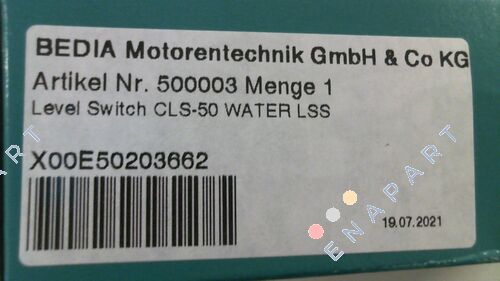 BEDIA Motorentechnik GmbH & Co KG
Artikel Nr. 500003 Menge 1
Level Switch CLS-50 WATER LSS
X00E50203662
19.07.2021
ENAPART